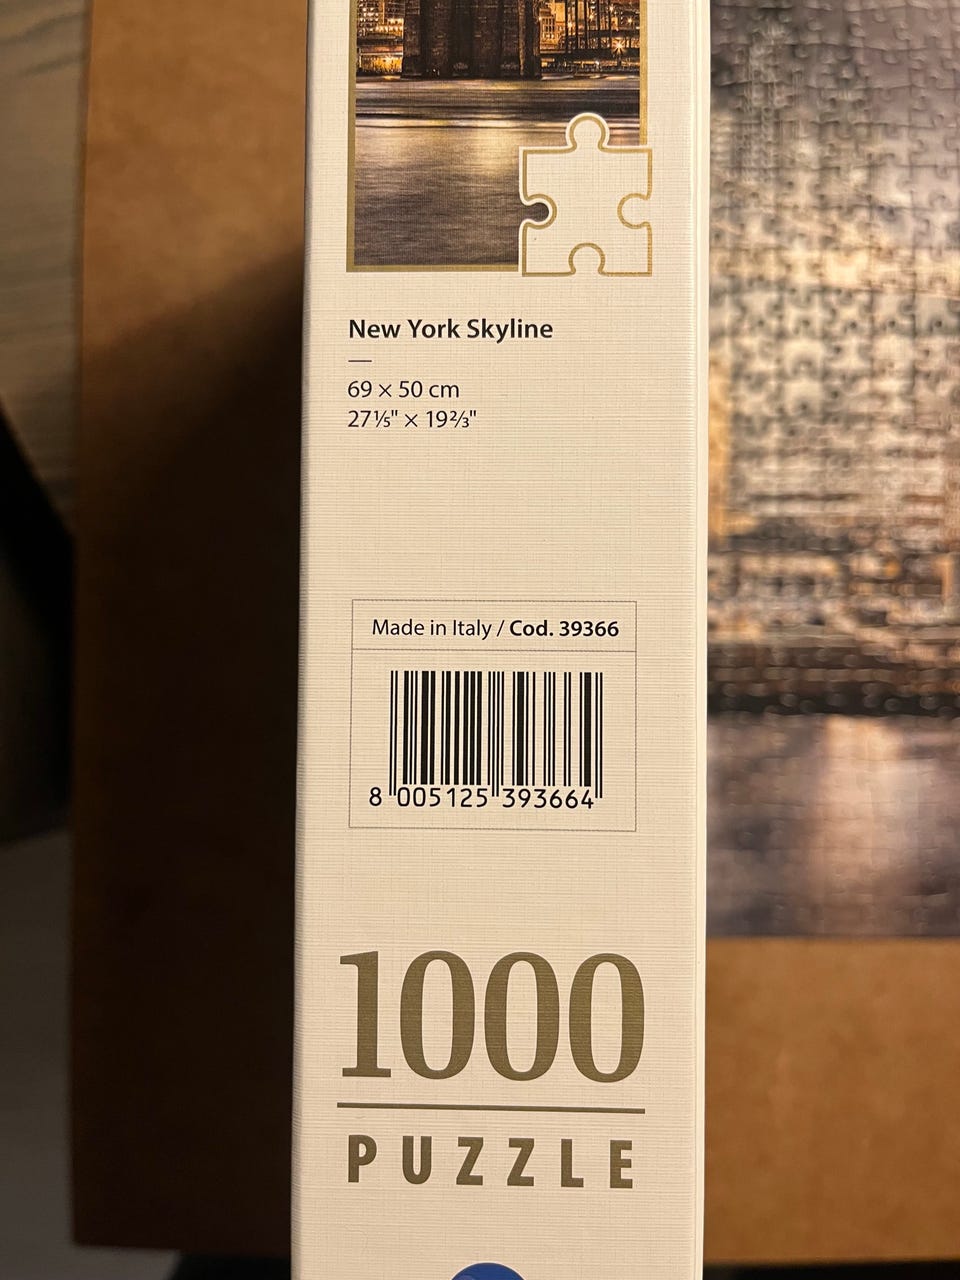 New York Skyline
69 × 50 cm
27⅕" × 19⅔"
Made in Italy / Cod. 39366
8 005125 393664
1000
PUZZLE